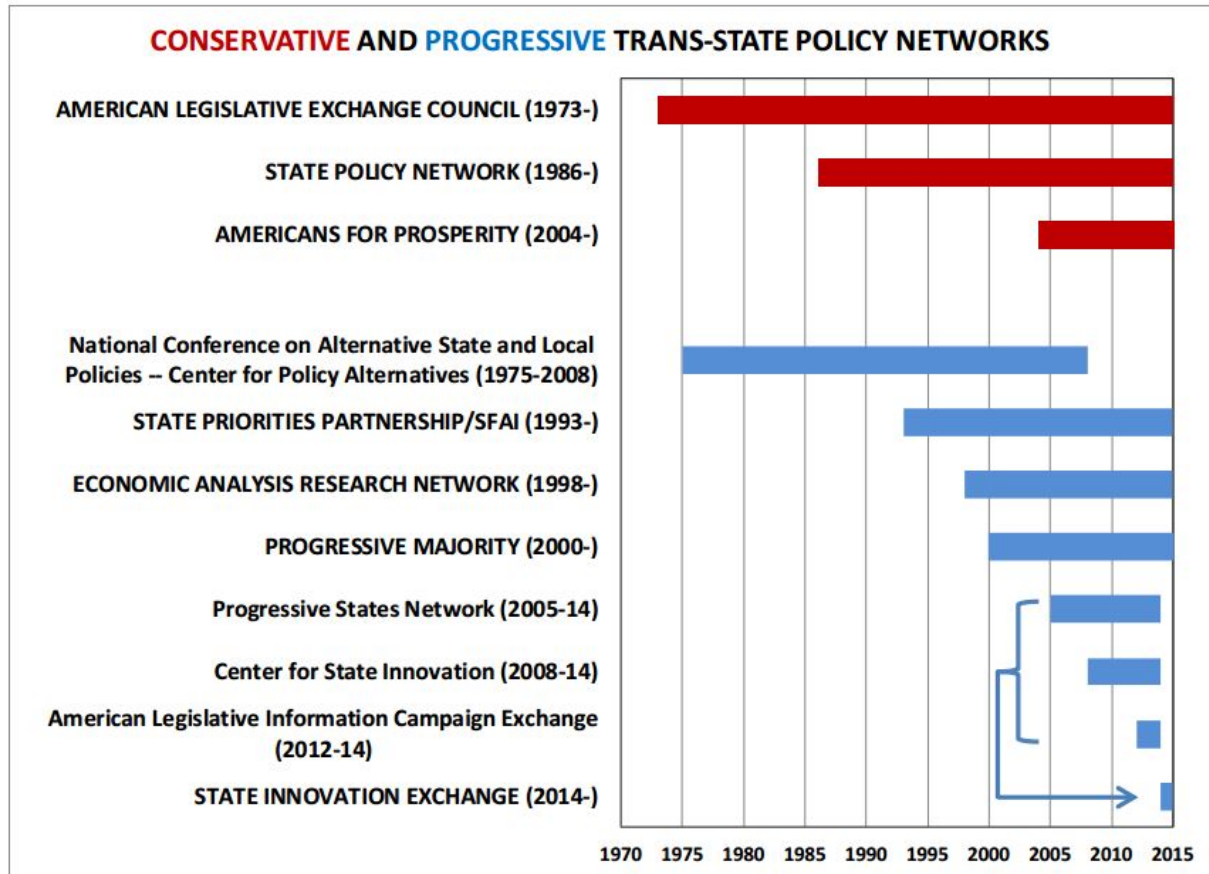 CONSERVATIVE AND PROGRESSIVE TRANS-STATE POLICY NETWORKS
AMERICAN LEGISLATIVE EXCHANGE COUNCIL (1973-)
STATE POLICY NETWORK (1986-)
AMERICANS FOR PROSPERITY (2004-)
National Conference on Alternative State and Local
Policies -- Center for Policy Alternatives (1975-2008)
STATE PRIORITIES PARTNERSHIP/SFAI (1993-)
ECONOMIC ANALYSIS RESEARCH NETWORK (1998-)
PROGRESSIVE MAJORITY (2000-)
Progressive States Network (2005-14)
Center for State Innovation (2008-14)
American Legislative Information Campaign Exchange
(2012-14)
STATE INNOVATION EXCHANGE (2014-)
1970 1975 1980 1985 1990 1995 2000 2005 2010 2015